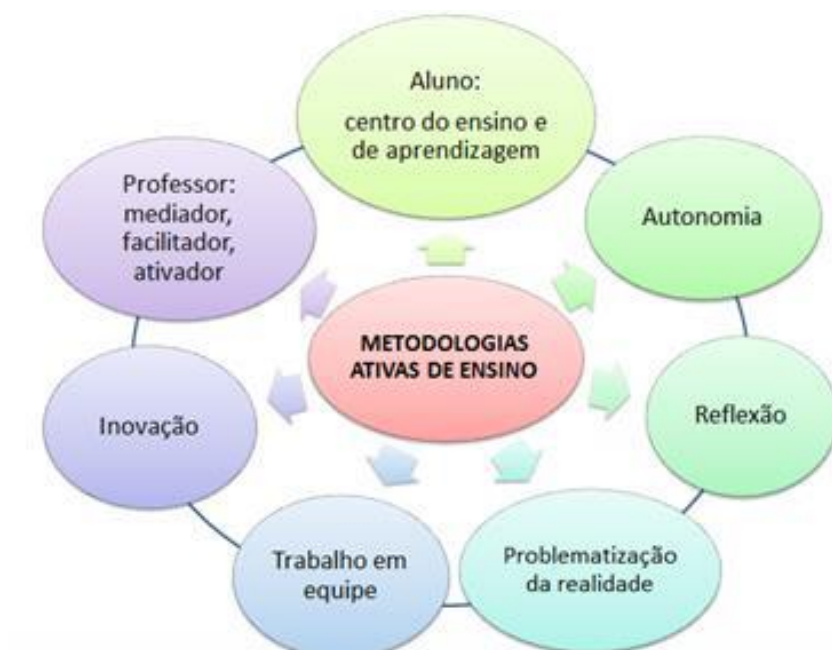 Aluno:
centro do ensino e
de aprendizagem
Autonomia
Reflexão
Problematização
da realidade
Trabalho em
equipe
Inovação
Professor:
mediador,
facilitador,
ativador
METODOLOGIAS
ATIVAS DE ENSINO